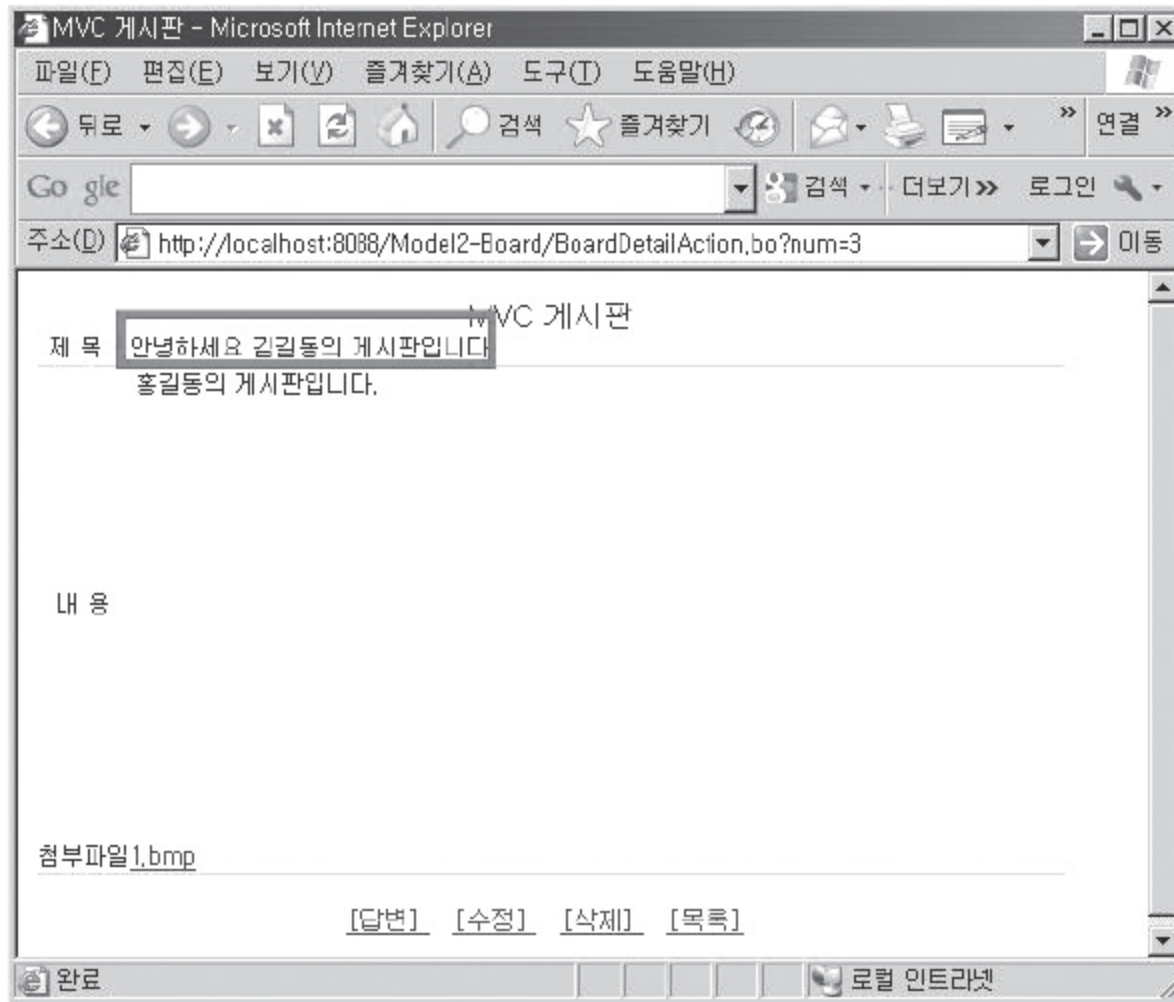 MVC 게시판 - Microsoft Internet Explorer
파일(F) 편집(E) 보기(V) 즐겨찾기(A) 도구(T) 도움말(H)
뒤로 검색 즐겨찾기 » 연결 »
Go gle 검색 더보기 » 로그인
주소(D) http://localhost:8088/Model2-Board/BoardDetailAction.bo?num=3 이동
MVC 게시판
제 목 안녕하세요 김길동의 게시판입니다
홍길동의 게시판입니다.
내 용
첨부파일 1.bmp
[답변] [수정] [삭제] [목록]
완료 로컬 인트라넷